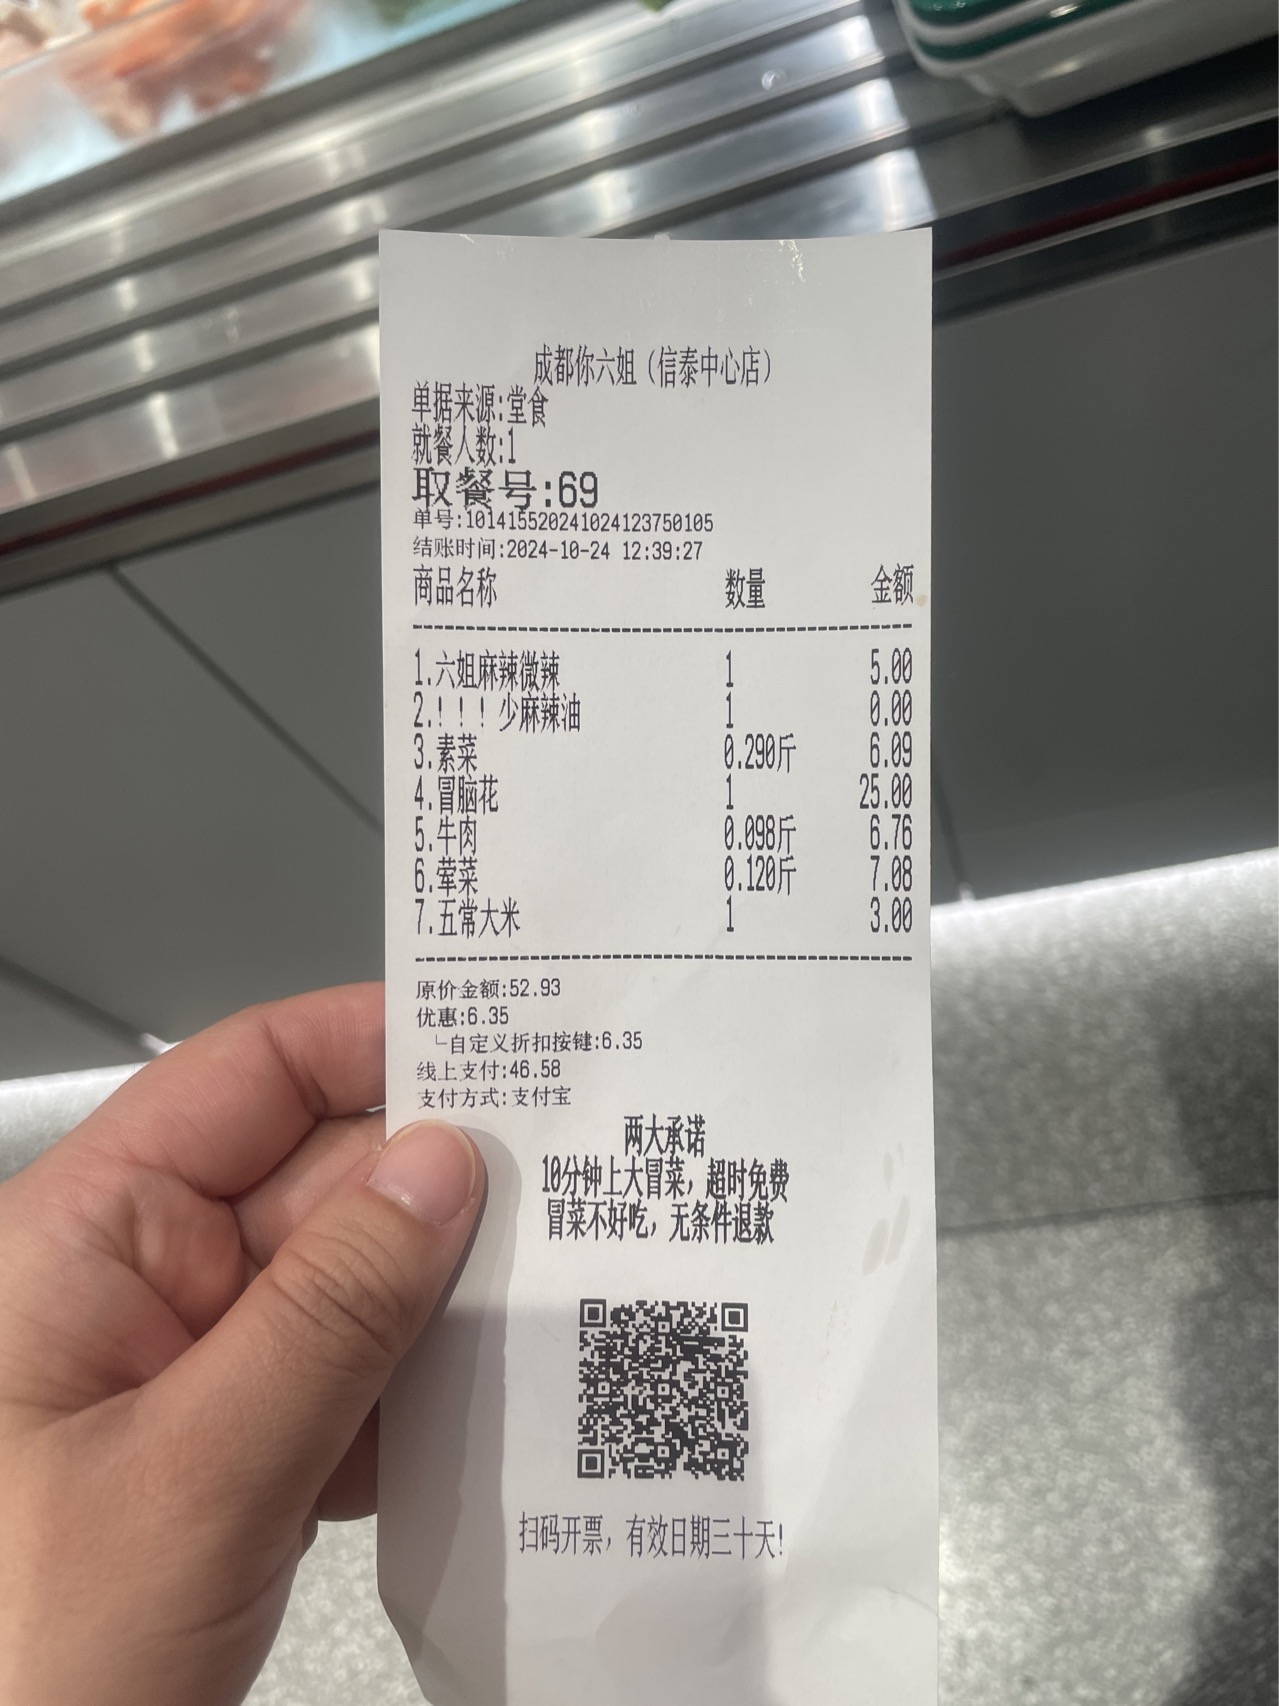 成都你六姐（信泰中心店）
单据来源:堂食
就餐人数:1
取餐号:69
单号:101415520241024123750105
结账时间:2024-10-24 12:39:27
商品名称 数量 金额
1.六姐麻辣微辣 1 5.00
2.！！！少麻辣油 1 0.00
3.素菜 0.290斤 6.09
4.冒脑花 1 25.00
5.牛肉 0.098斤 6.76
6.荤菜 0.120斤 7.08
7.五常大米 1 3.00
原价金额:52.93
优惠:6.35
└自定义折扣按键:6.35
线上支付:46.58
支付方式:支付宝
两大承诺
10分钟上大冒菜，超时免费
冒菜不好吃，无条件退款
扫码开票，有效日期三十天!